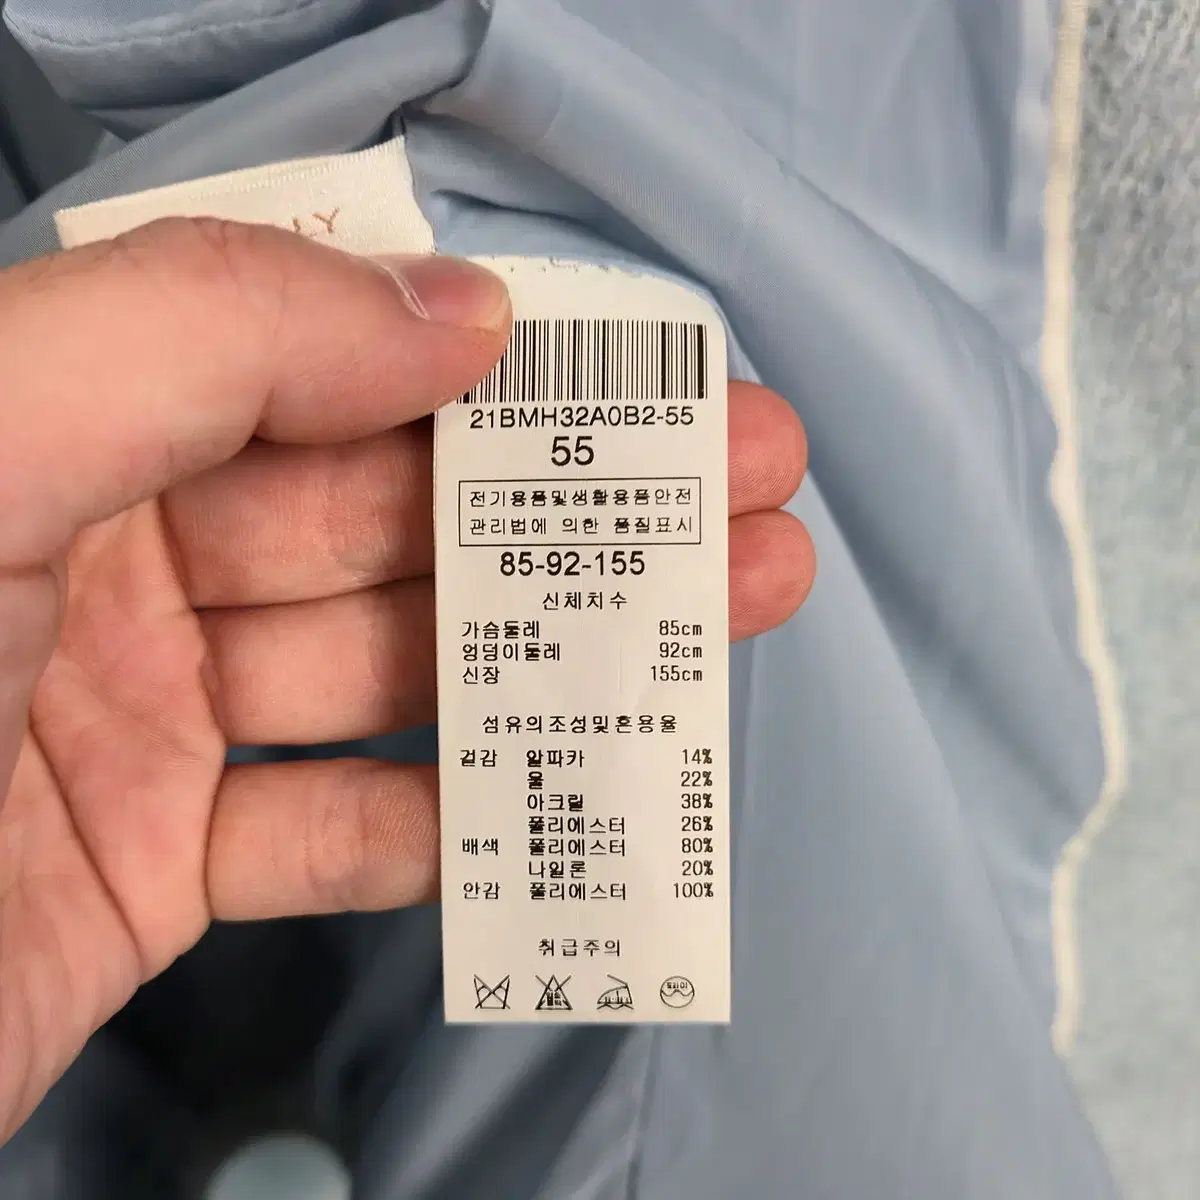 LY
21BMH32A0B2-55
55
전기용품및생활용품안전
관리법에 의한 품질표시
85-92-155
신체치수
가슴둘레 85cm
엉덩이둘레 92cm
신장 155cm
섬유의조성및혼용율
겉감 알파카 14%
울 22%
아크릴 38%
폴리에스터 26%
배색 폴리에스터 80%
나일론 20%
안감 폴리에스터 100%
취급주의
드라이